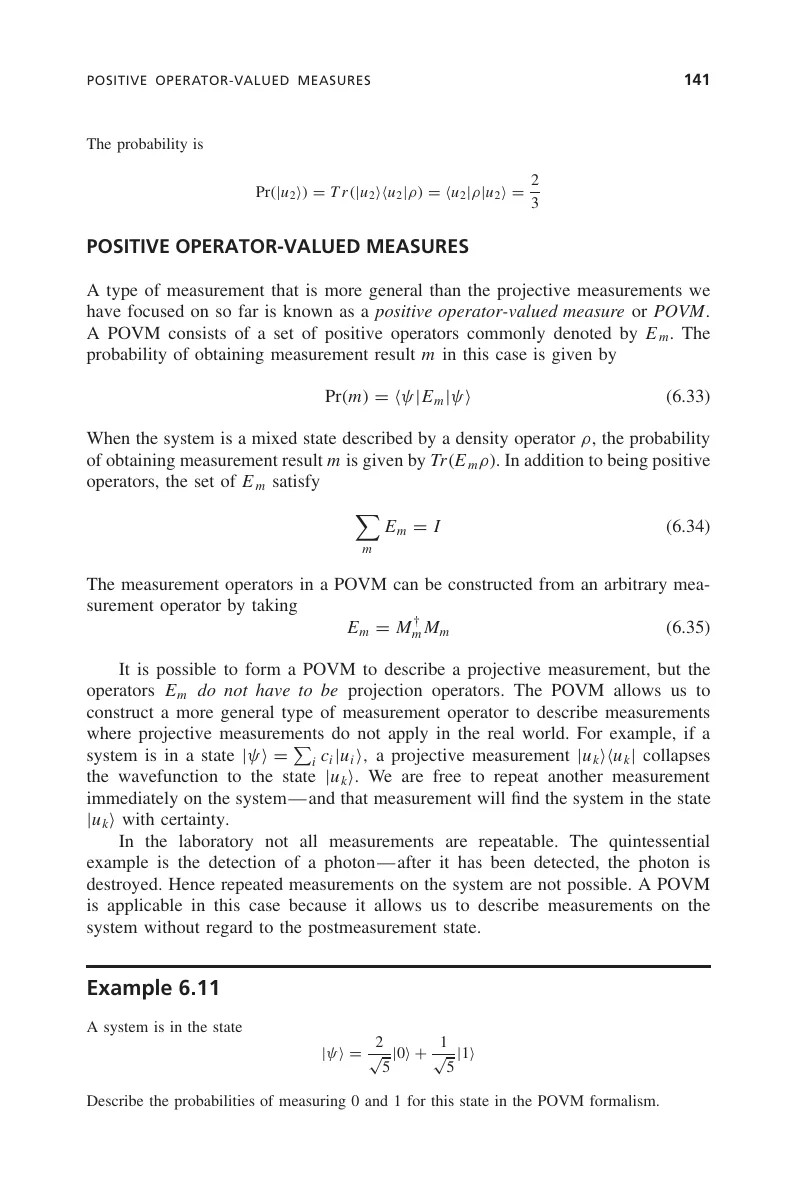 POSITIVE OPERATOR-VALUED MEASURES 141
The probability is
Pr(|u₂⟩) = Tr(|u₂⟩⟨u₂|ρ) = ⟨u₂|ρ|u₂⟩ = 2/3
POSITIVE OPERATOR-VALUED MEASURES
A type of measurement that is more general than the projective measurements we
have focused on so far is known as a positive operator-valued measure or POVM.
A POVM consists of a set of positive operators commonly denoted by Eₘ. The
probability of obtaining measurement result m in this case is given by
Pr(m) = ⟨ψ|Eₘ|ψ⟩ (6.33)
When the system is a mixed state described by a density operator ρ, the probability
of obtaining measurement result m is given by Tr(Eₘρ). In addition to being positive
operators, the set of Eₘ satisfy
∑ₘ Eₘ = I (6.34)
The measurement operators in a POVM can be constructed from an arbitrary mea-
surement operator by taking
Eₘ = Mₘ†Mₘ (6.35)
It is possible to form a POVM to describe a projective measurement, but the
operators Eₘ do not have to be projection operators. The POVM allows us to
construct a more general type of measurement operator to describe measurements
where projective measurements do not apply in the real world. For example, if a
system is in a state |ψ⟩ = ∑ᵢ cᵢ|uᵢ⟩, a projective measurement |uₖ⟩⟨uₖ| collapses
the wavefunction to the state |uₖ⟩. We are free to repeat another measurement
immediately on the system—and that measurement will find the system in the state
|uₖ⟩ with certainty.
In the laboratory not all measurements are repeatable. The quintessential
example is the detection of a photon—after it has been detected, the photon is
destroyed. Hence repeated measurements on the system are not possible. A POVM
is applicable in this case because it allows us to describe measurements on the
system without regard to the postmeasurement state.
Example 6.11
A system is in the state
|ψ⟩ = 2/√5|0⟩ + 1/√5|1⟩
Describe the probabilities of measuring 0 and 1 for this state in the POVM formalism.